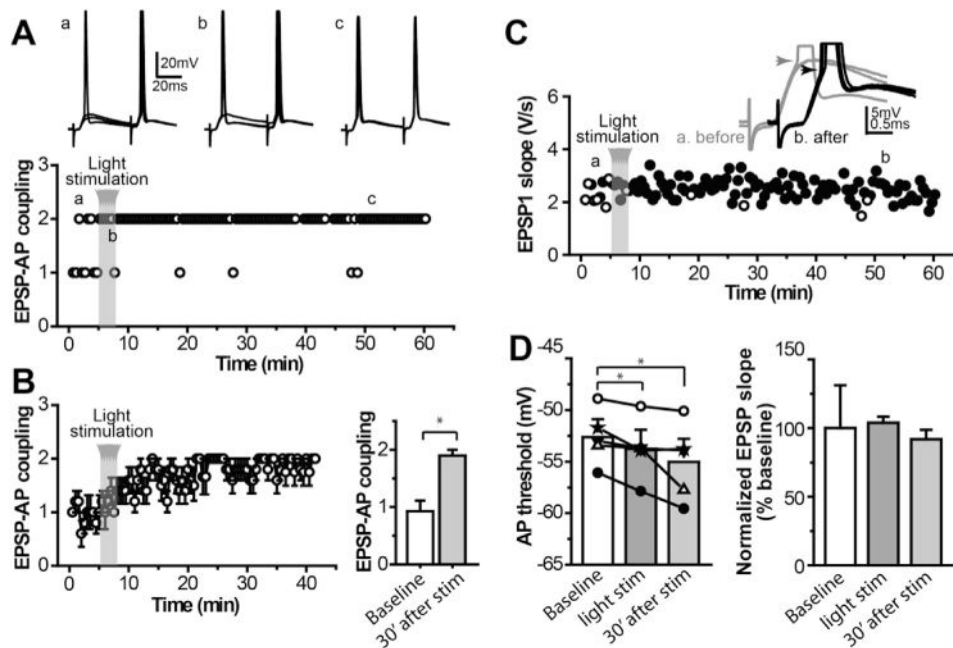 A
a
b
c
20mV
20ms
Light
stimulation
a
b
c
EPSP-AP coupling
3
2
1
0
0 10 20 30 40 50 60
Time (min)
B
Light
stimulation
EPSP-AP coupling
3
2
1
0
0 10 20 30 40
Time (min)
*
EPSP-AP coupling
3
2
1
0
Baseline
30' after stim
C
a. before
b. after
5mV
0.5ms
Light
stimulation
a
b
EPSP1 slope (V/s)
6
4
2
0
0 10 20 30 40 50 60
Time (min)
D
*
*
AP threshold (mV)
-45
-50
-55
-60
-65
Baseline
light stim
30' after stim
Normalized EPSP slope
(% baseline)
150
100
50
0
Baseline
light stim
30' after stim